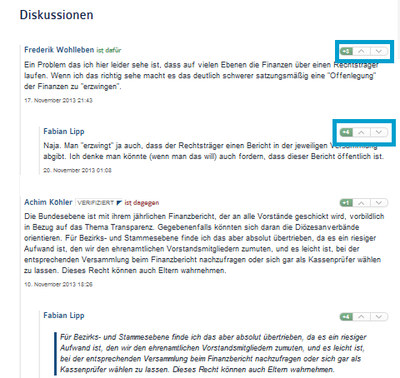 Diskussionen
Frederik Wohlleben ist dafür
Ein Problem das ich hier leider sehe ist, dass auf vielen Ebenen die Finanzen über einen Rechtsträger
laufen. Wenn ich das richtig sehe macht es das deutlich schwerer satzungsmäßig eine "Offenlegung"
der Finanzen zu "erzwingen".
17. November 2013 21:43
Fabian Lipp +4
Naja. Man "erzwingt" ja auch, dass der Rechtsträger einen Bericht in der jeweiligen Versammlung
abgibt. Ich denke man könnte (wenn man das will) auch fordern, dass dieser Bericht öffentlich ist.
20. November 2013 01:08
Achim Köhler VERIFIZIERT ist dagegen +1
Die Bundesebene ist mit ihrem jährlichen Finanzbericht, der an alle Vorstände geschickt wird, vorbildlich
in Bezug auf das Thema Transparenz. Gegebenenfalls könnten sich daran die Diözesanverbände
orientieren. Für Bezirks- und Stammesebene finde ich das aber absolut übertrieben, da es ein riesiger
Aufwand ist, den wir den ehrenamtlichen Vorstandsmitgliedern zumuten, und es leicht ist, bei der
entsprechenden Versammlung beim Finanzbericht nachzufragen oder sich gar als Kassenprüfer wählen
zu lassen. Dieses Recht können auch Eltern wahrnehmen.
10. November 2013 13:26
Fabian Lipp +4
Für Bezirks- und Stammesebene finde ich das aber absolut übertrieben, da es ein riesiger
Aufwand ist, den wir den ehrenamtlichen Vorstandsmitgliedern zumuten, und es leicht ist,
bei der entsprechenden Versammlung beim Finanzbericht nachzufragen oder sich gar als
Kassenprüfer wählen zu lassen. Dieses Recht können auch Eltern wahrnehmen.